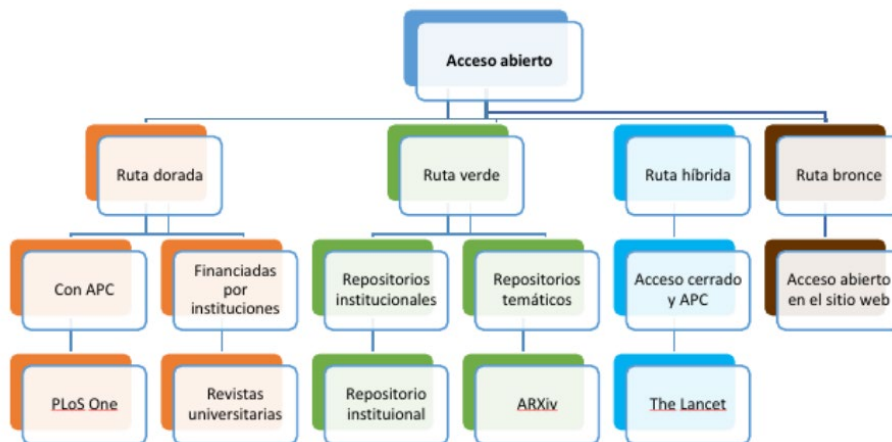 Acceso abierto
Ruta dorada
Ruta verde
Ruta híbrida
Ruta bronce
Con APC
Financiadas
por
instituciones
Repositorios
institucionales
Repositorios
temáticos
Acceso cerrado
y APC
Acceso abierto
en el sitio web
PLoS One
Revistas
universitarias
Repositorio
instituional
ARXiv
The Lancet